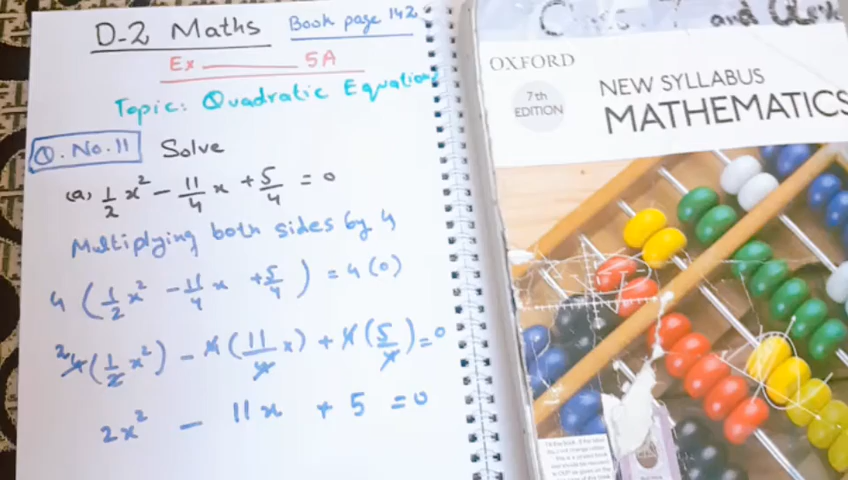 D-2 Maths Book page 142
Ex ________ 5A
Topic: Quadratic Equations
Q. No. 11 Solve
(a) 1/2 x² - 11/4 x + 5/4 = 0
Multiplying both sides by 4
4 ( 1/2 x² - 11/4 x + 5/4 ) = 4 (0)
2 4 ( 1/2 x² ) - 4 ( 11/4 x ) + 4 ( 5/4 ) = 0
2x² - 11x + 5 = 0
and
OXFORD
7th
EDITION
NEW SYLLABUS
MATHEMATICS